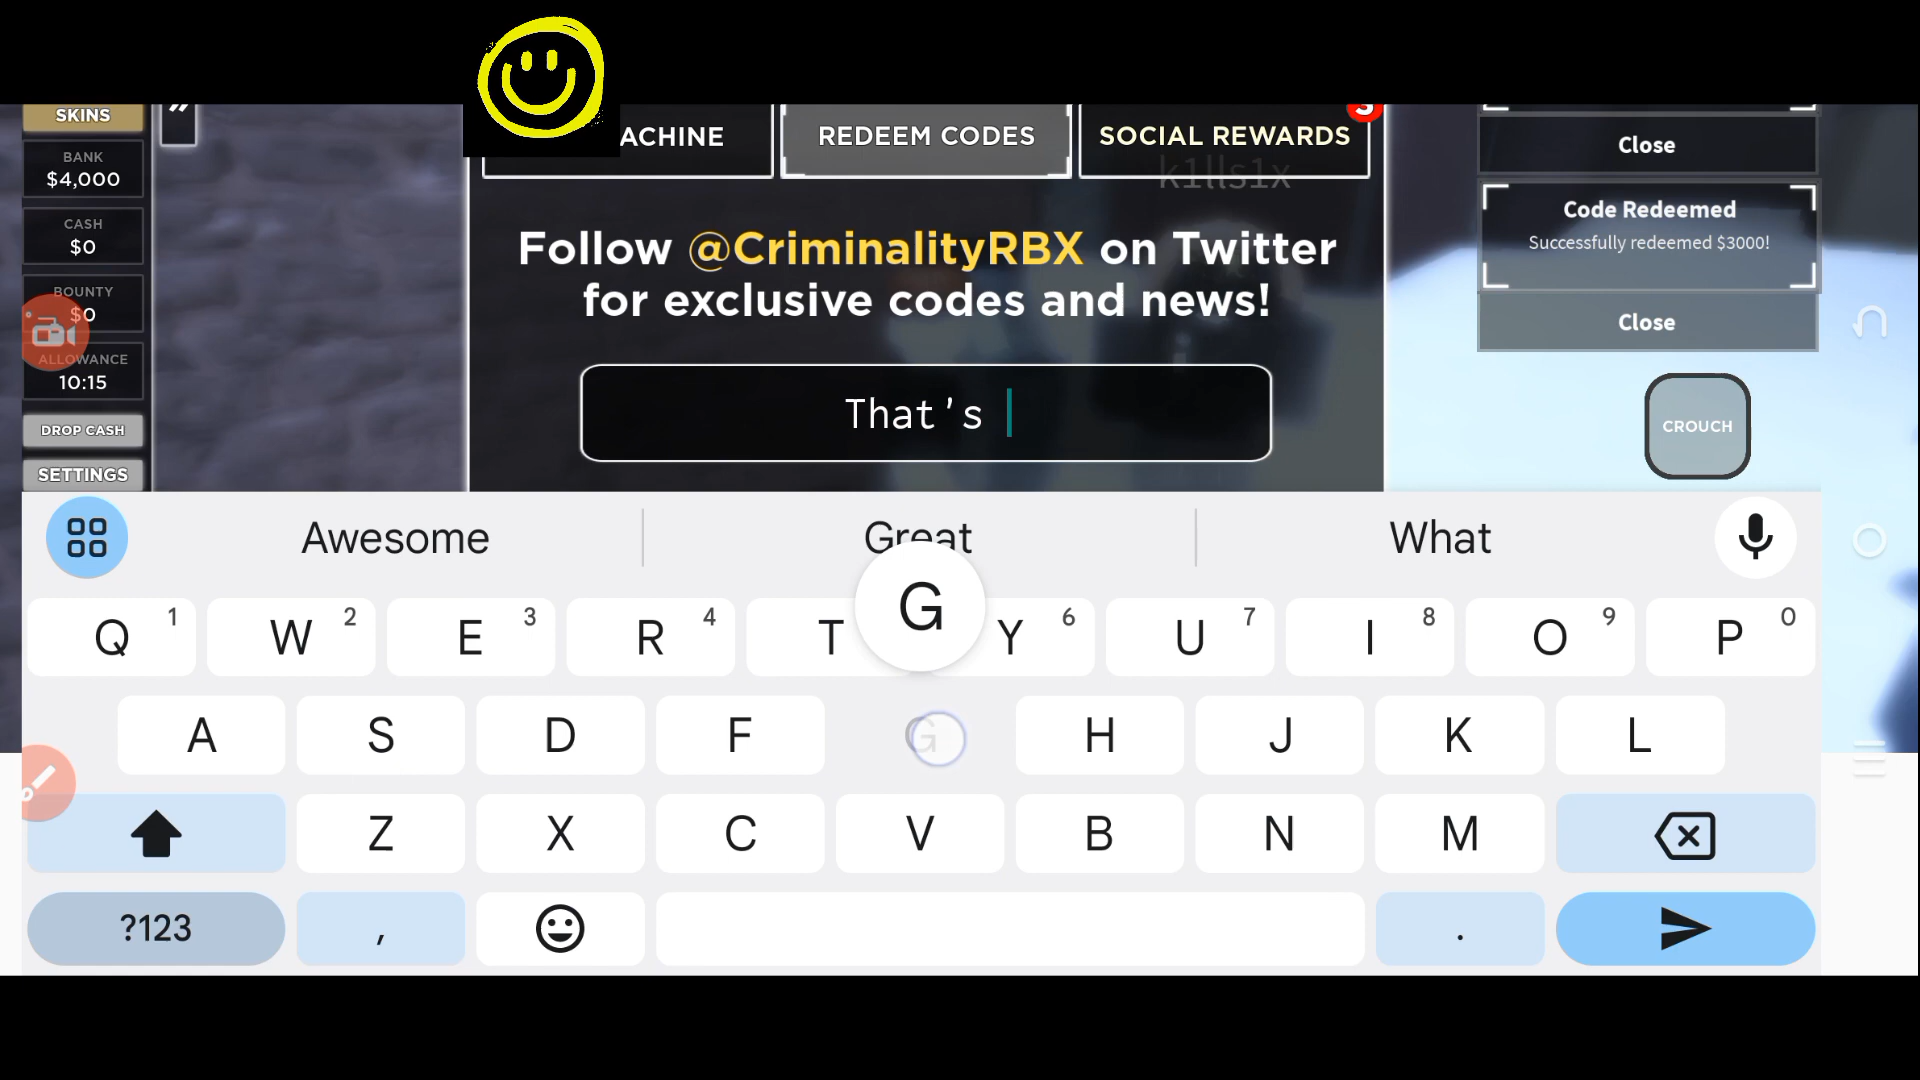 SKINS
BANK
$4,000
CASH
$0
BOUNTY
$0
ALLOWANCE
10:15
DROP CASH
SETTINGS
ACHINE
REDEEM CODES
SOCIAL REWARDS
k1lls1x
Follow @CriminalityRBX on Twitter
for exclusive codes and news!
That's
Close
Code Redeemed
Successfully redeemed $3000!
Close
CROUCH
Awesome
Great
What
G
Q 1 W 2 E 3 R 4 T Y 6 U 7 I 8 O 9 P 0
A S D F G H J K L
Z X C V B N M
?123 , .